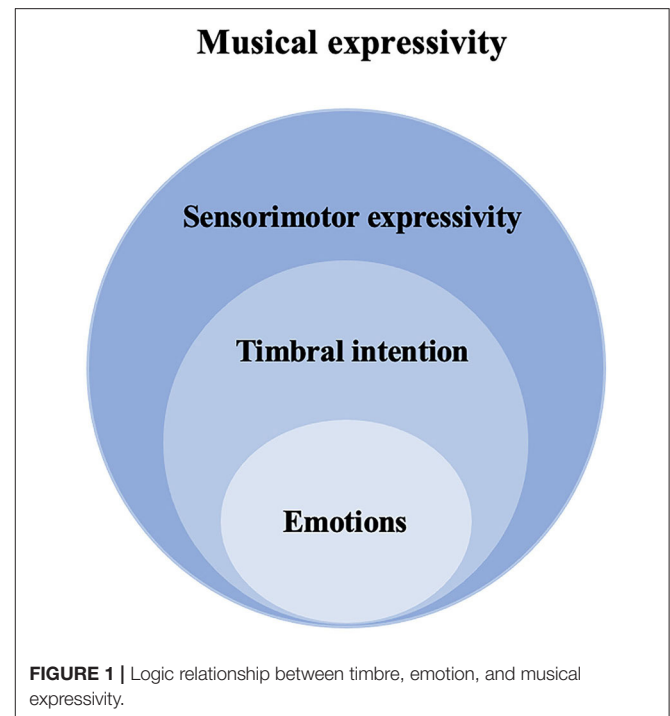 Musical expressivity
Sensorimotor expressivity
Timbral intention
Emotions
FIGURE 1 | Logic relationship between timbre, emotion, and musical
expressivity.